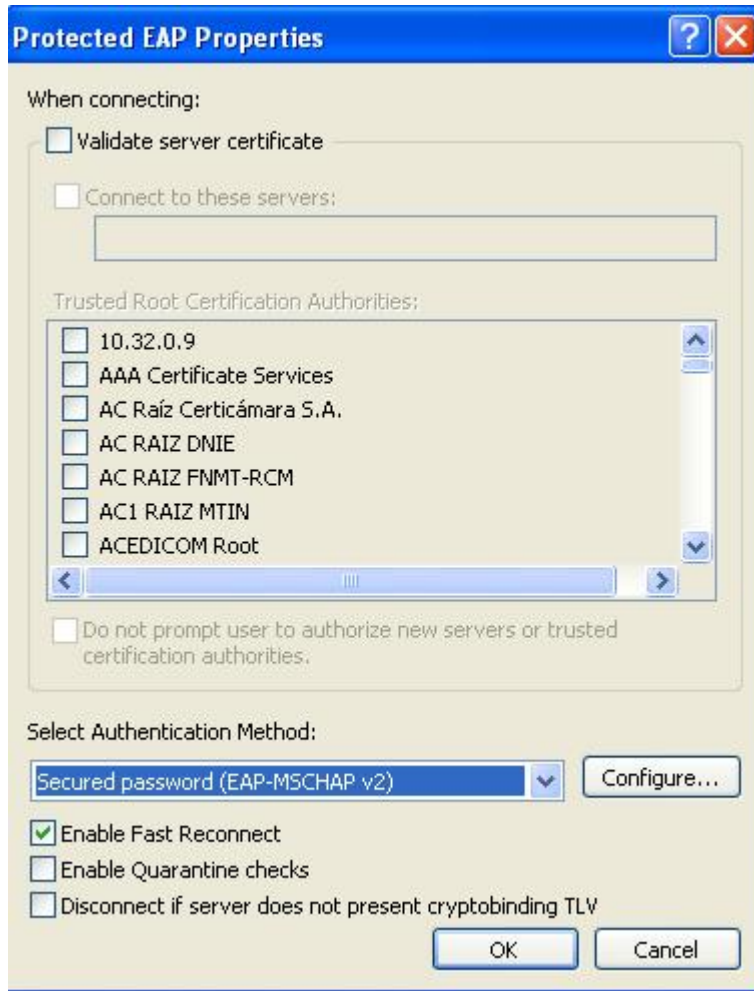 Protected EAP Properties
When connecting:
Validate server certificate
Connect to these servers:
Trusted Root Certification Authorities:
10.32.0.9
AAA Certificate Services
AC Raíz Certicámara S.A.
AC RAIZ DNIE
AC RAIZ FNMT-RCM
AC1 RAIZ MTIN
ACEDICOM Root
Do not prompt user to authorize new servers or trusted
certification authorities.
Select Authentication Method:
Secured password (EAP-MSCHAP v2)
Configure...
Enable Fast Reconnect
Enable Quarantine checks
Disconnect if server does not present cryptobinding TLV
OK Cancel